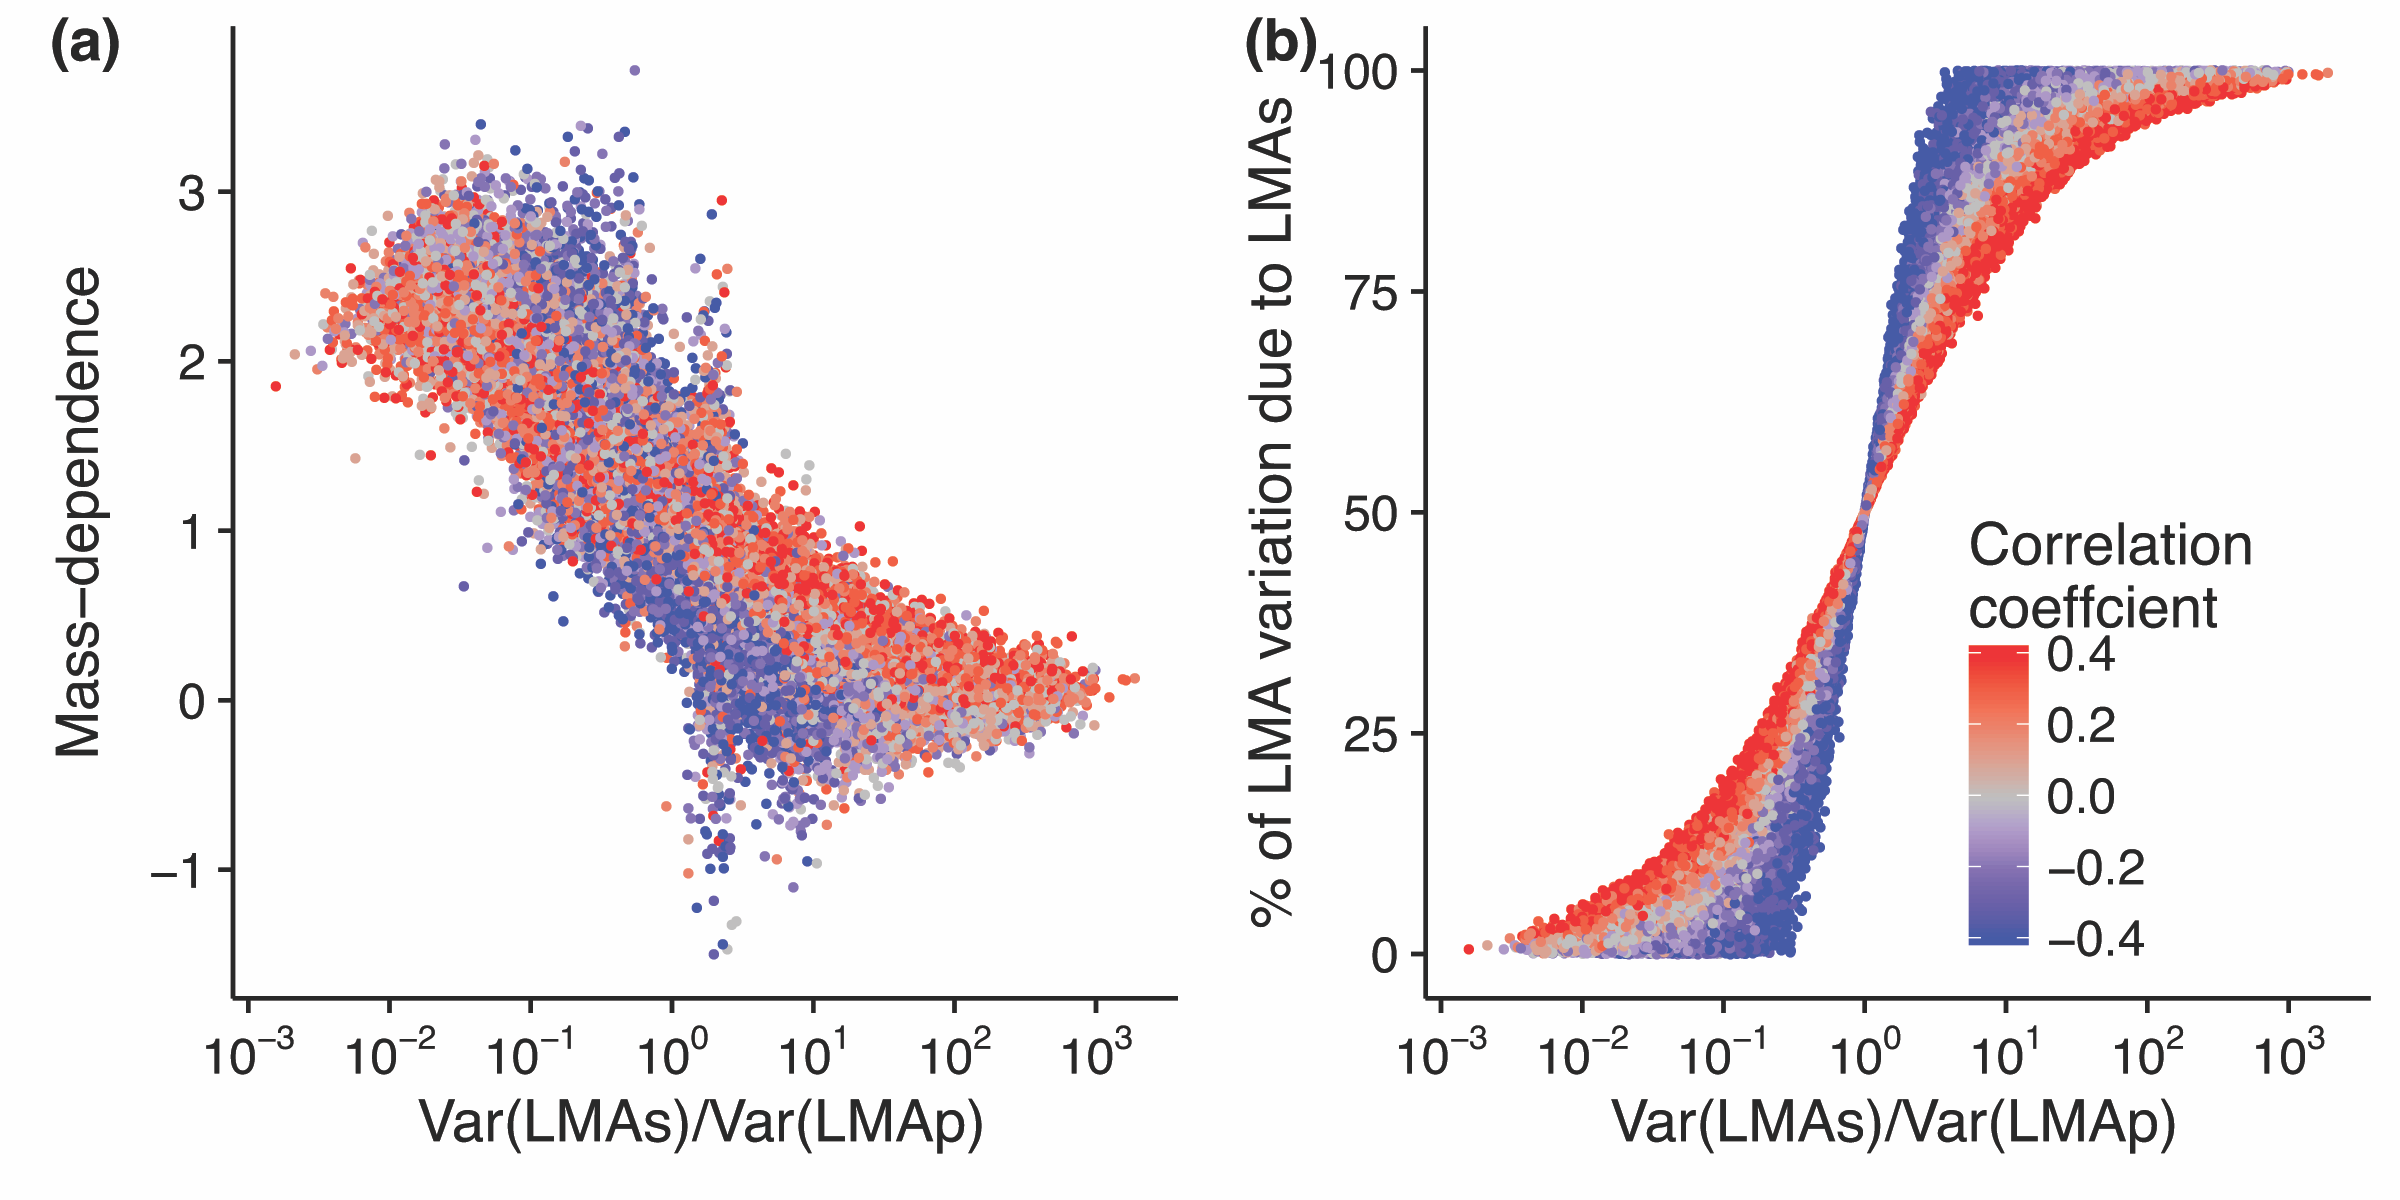 (a)
Mass−dependence
3
2
1
0
−1
10⁻³ 10⁻² 10⁻¹ 10⁰ 10¹ 10² 10³
Var(LMAs)/Var(LMAp)
(b)
% of LMA variation due to LMAs
100
75
50
25
0
Correlation
coeffcient
0.4
0.2
0.0
−0.2
−0.4
10⁻³ 10⁻² 10⁻¹ 10⁰ 10¹ 10² 10³
Var(LMAs)/Var(LMAp)